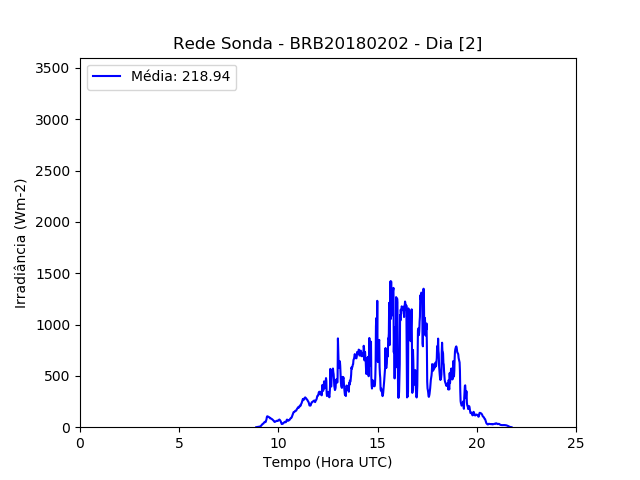 Rede Sonda - BRB20180202 - Dia [2]
Média: 218.94
3500
3000
2500
2000
1500
1000
500
0
Irradiância (Wm-2)
0 5 10 15 20 25
Tempo (Hora UTC)